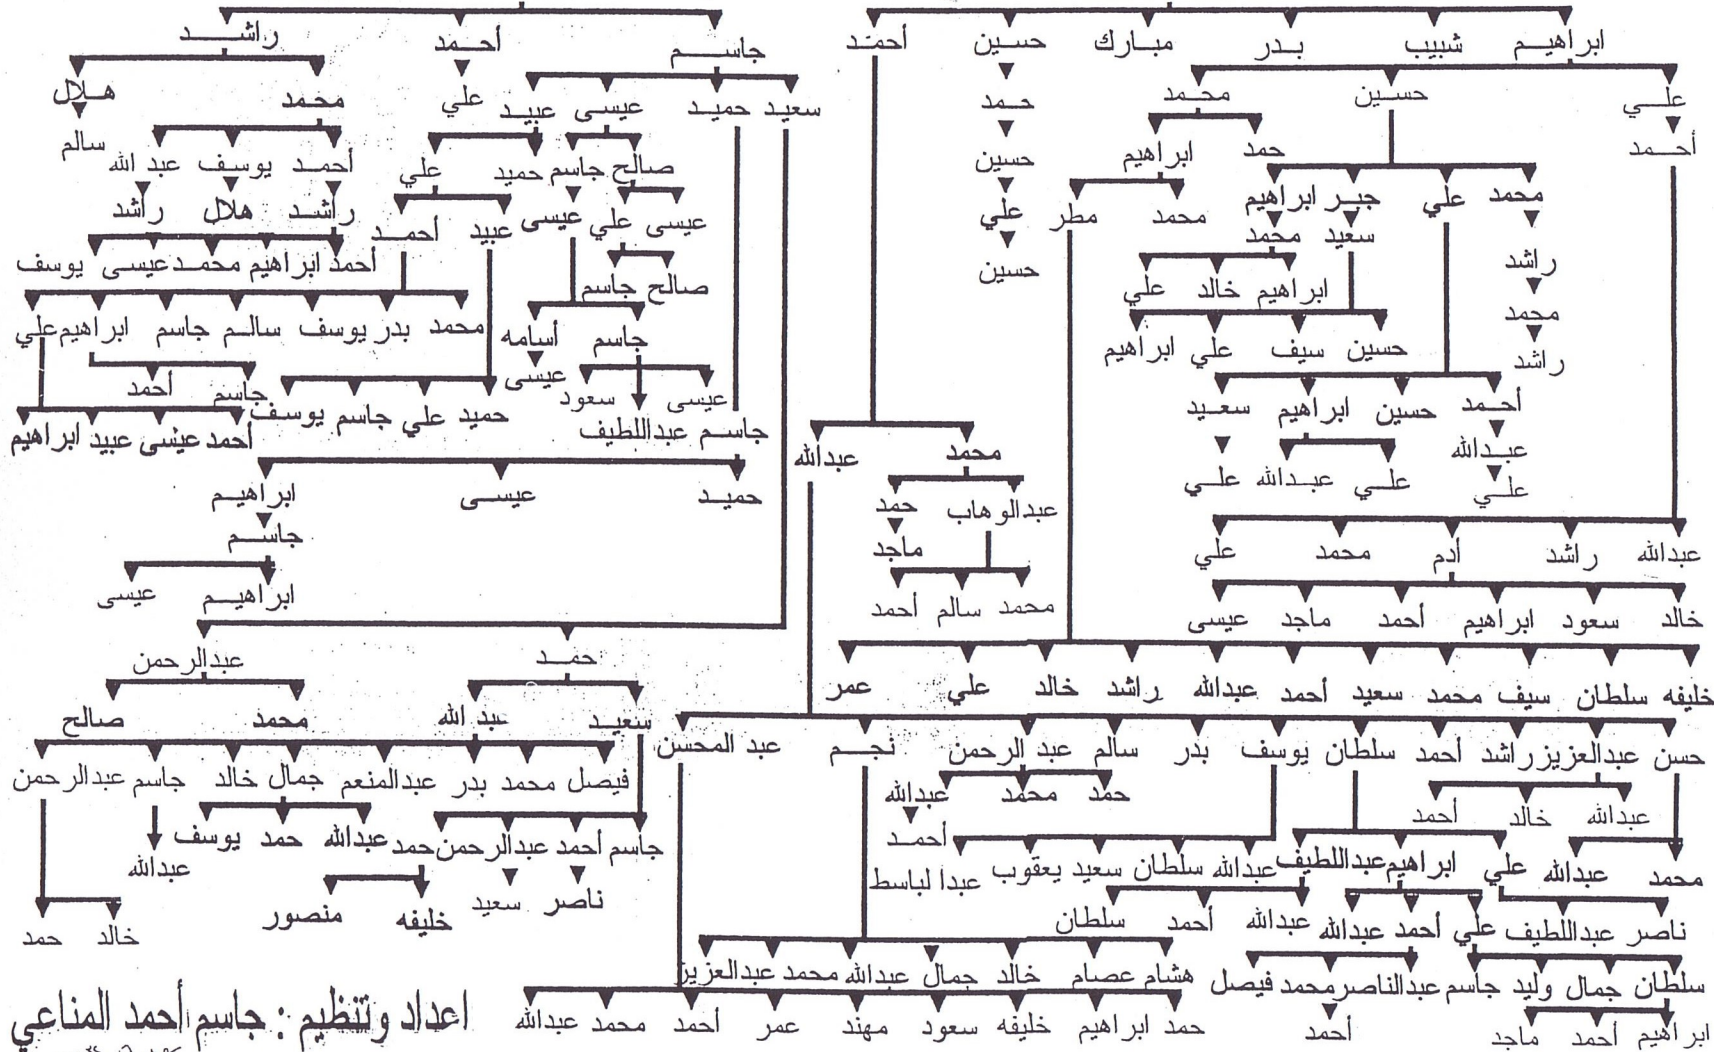 ابراهيم شبيب بدر مبارك حسين أحمد
جاسم أحمد راشد
علي حسين محمد
حمد
سعيد حميد عيسى عبيد
علي
محمد هلال
أحمد
حمد ابراهيم
حسين
صالح جاسم حميد علي
أحمد يوسف عبد الله
سالم
محمد علي جبر ابراهيم
محمد مطر
علي
عيسى علي عيسى
عبيد أحمد
راشد هلال راشد
سعيد محمد
راشد
حسين
صالح جاسم
أحمد ابراهيم محمد عيسى يوسف
ابراهيم خالد علي
محمد
جاسم أسامه
محمد بدر يوسف سالم جاسم ابراهيم علي
حسين سيف علي ابراهيم
راشد
عيسى سعود عيسى
أحمد جاسم
أحمد حسين ابراهيم سعيد
حميد علي جاسم يوسف
جاسم عبداللطيف
أحمد عيسى عبيد ابراهيم
عبدالله
محمد عبدالله
علي عبدالله علي
علي
حميد عيسى ابراهيم
عبدالوهاب حمد
جاسم
عبدالله راشد أدم محمد علي
ماجد
ابراهيم عيسى
محمد سالم أحمد
خالد سعود ابراهيم أحمد ماجد عيسى
حمد عبدالرحمن
خليفه سلطان سيف محمد سعيد أحمد عبدالله راشد خالد علي عمر
سعيد عبد الله محمد صالح
حسن عبدالعزيز راشد أحمد سلطان يوسف بدر سالم عبد الرحمن نجم عبد المحسن
فيصل محمد بدر عبدالمنعم جمال خالد جاسم عبدالرحمن
حمد محمد عبدالله
عبدالله خالد أحمد
أحمد
جاسم أحمد عبدالرحمن حمد
عبدالله حمد يوسف
عبدالله
محمد عبدالله علي ابراهيم عبداللطيف
عبدالله سلطان سعيد يعقوب عبدا لباسط
ناصر سعيد
خليفه منصور
ناصر عبداللطيف علي أحمد عبدالله
عبدالله أحمد سلطان
خالد حمد
هشام عصام خالد جمال عبدالله محمد عبدالعزيز
سلطان جمال وليد جاسم عبدالناصر محمد فيصل
حمد ابراهيم خليفه سعود مهند عمر أحمد محمد عبدالله
ابراهيم أحمد ماجد
أحمد
اعداد وتنظيم : جاسم أحمد المناعي